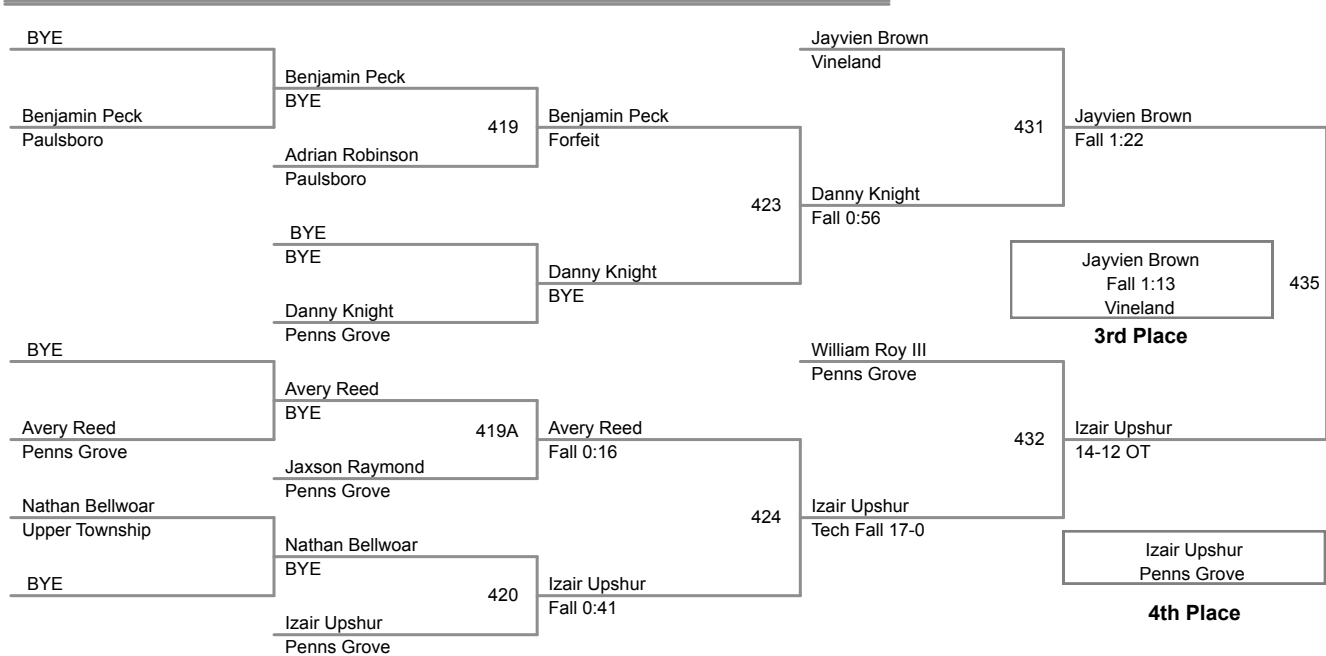 BYE
Benjamin Peck
Paulsboro
Benjamin Peck
BYE
419
Adrian Robinson
Paulsboro
Benjamin Peck
Forfeit
BYE
BYE
Danny Knight
Penns Grove
Danny Knight
BYE
423
Danny Knight
Fall 0:56
Jayvien Brown
Vineland
431
Jayvien Brown
Fall 1:22
Jayvien Brown
Fall 1:13
Vineland
435
3rd Place
BYE
Avery Reed
Penns Grove
Avery Reed
BYE
419A
Jaxson Raymond
Penns Grove
Avery Reed
Fall 0:16
Nathan Bellwoar
Upper Township
BYE
Nathan Bellwoar
BYE
420
Izair Upshur
Penns Grove
Izair Upshur
Fall 0:41
424
Izair Upshur
Tech Fall 17-0
William Roy III
Penns Grove
432
Izair Upshur
14-12 OT
Izair Upshur
Penns Grove
4th Place